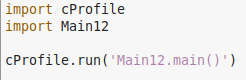 import cProfile
import Main12
cProfile.run('Main12.main()')